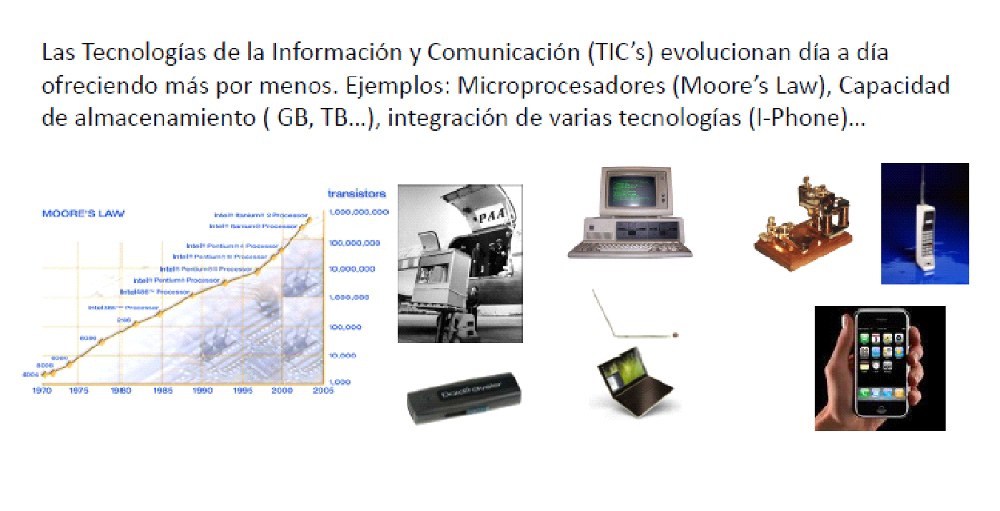 Las Tecnologías de la Información y Comunicación (TIC’s) evolucionan día a día
ofreciendo más por menos. Ejemplos: Microprocesadores (Moore’s Law), Capacidad
de almacenamiento ( GB, TB…), integración de varias tecnologías (I-Phone)…
transistors
MOORE'S LAW
Intel® Itanium® 2 Processor
1,000,000,000
Intel® Itanium® Processor
Intel® Pentium® 4 Processor
100,000,000
Intel® Pentium® III Processor
Intel® Pentium® II Processor
10,000,000
Intel® Pentium® Processor
Intel486™ Processor
1,000,000
Intel386™ Processor
286
100,000
8086
10,000
8080
8008
4004
1,000
1970 1975 1980 1985 1990 1995 2000 2005
PAA